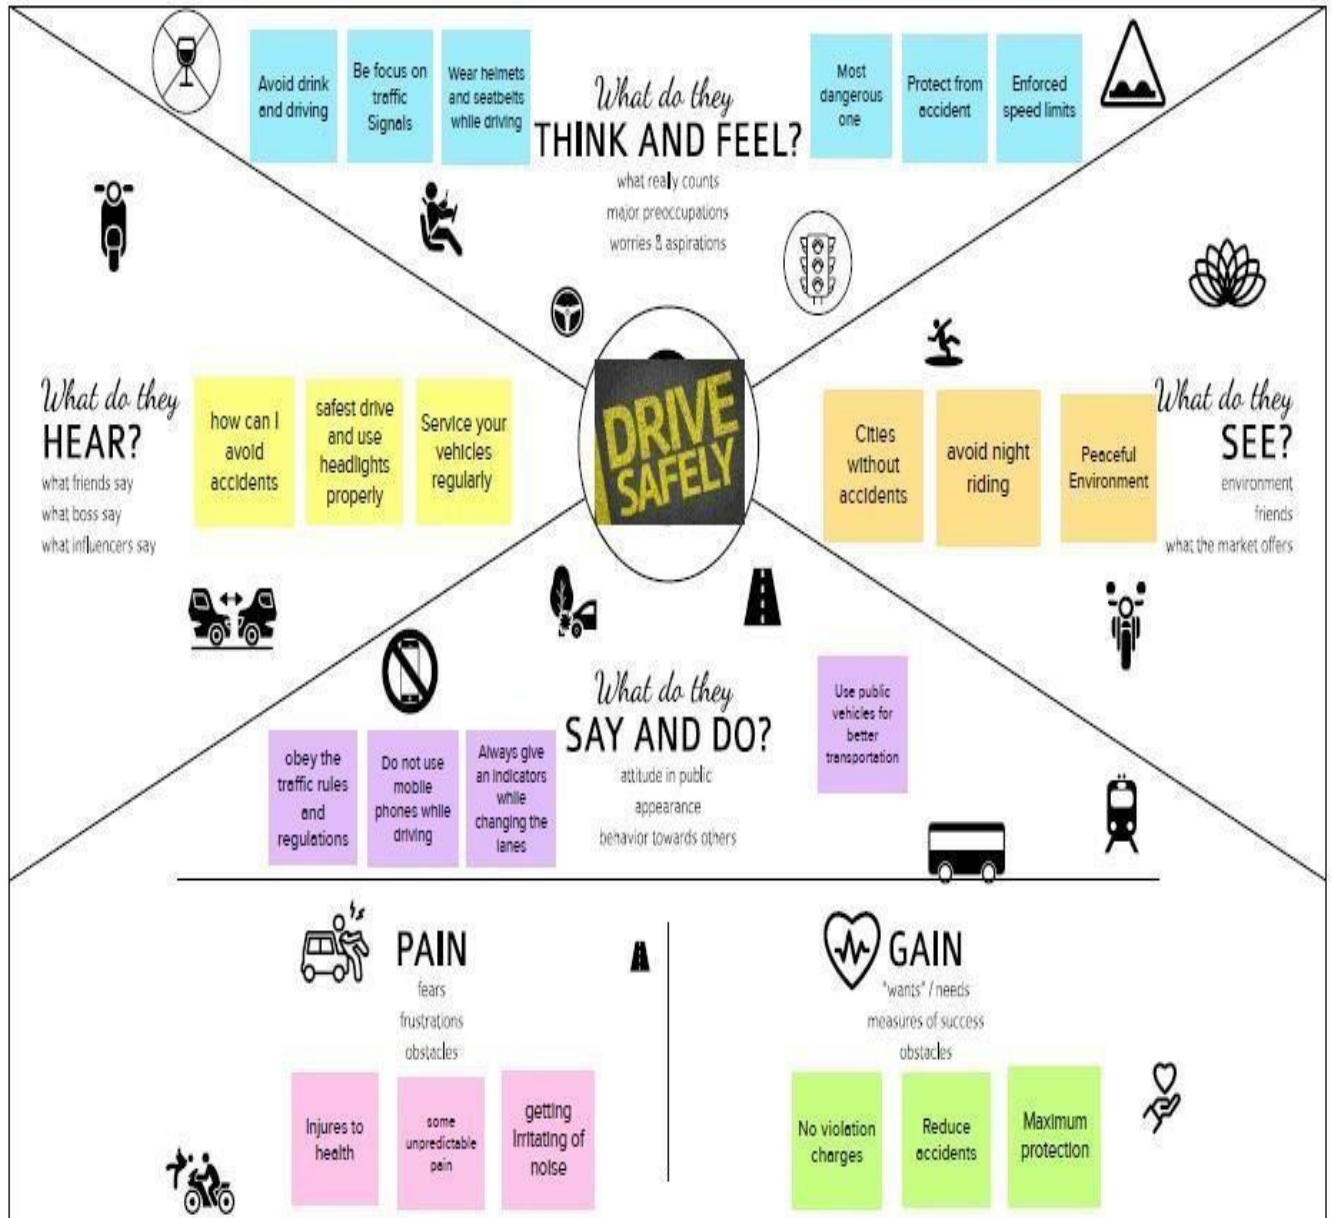 Avoid drink
and driving
Be focus on
traffic
Signals
Wear helmets
and seatbelts
while driving
What do they
THINK AND FEEL?
what really counts
major preoccupations
worries & aspirations
Most
dangerous
one
Protect from
accident
Enforced
speed limits
What do they
HEAR?
what friends say
what boss say
what influencers say
how can I
avoid
accidents
safest drive
and use
headlights
properly
Service your
vehicles
regularly
DRIVE
SAFELY
Cities
without
accidents
avoid night
riding
Peaceful
Environment
What do they
SEE?
environment
friends
what the market offers
What do they
SAY AND DO?
attitude in public
appearance
behavior towards others
obey the
traffic rules
and
regulations
Do not use
mobile
phones while
driving
Always give
an indicators
while
changing the
lanes
Use public
vehicles for
better
transportation
PAIN
fears
frustrations
obstacles
Injures to
health
some
unpredictable
pain
getting
Irritating of
noise
GAIN
"wants" / needs
measures of success
obstacles
No violation
charges
Reduce
accidents
Maximum
protection